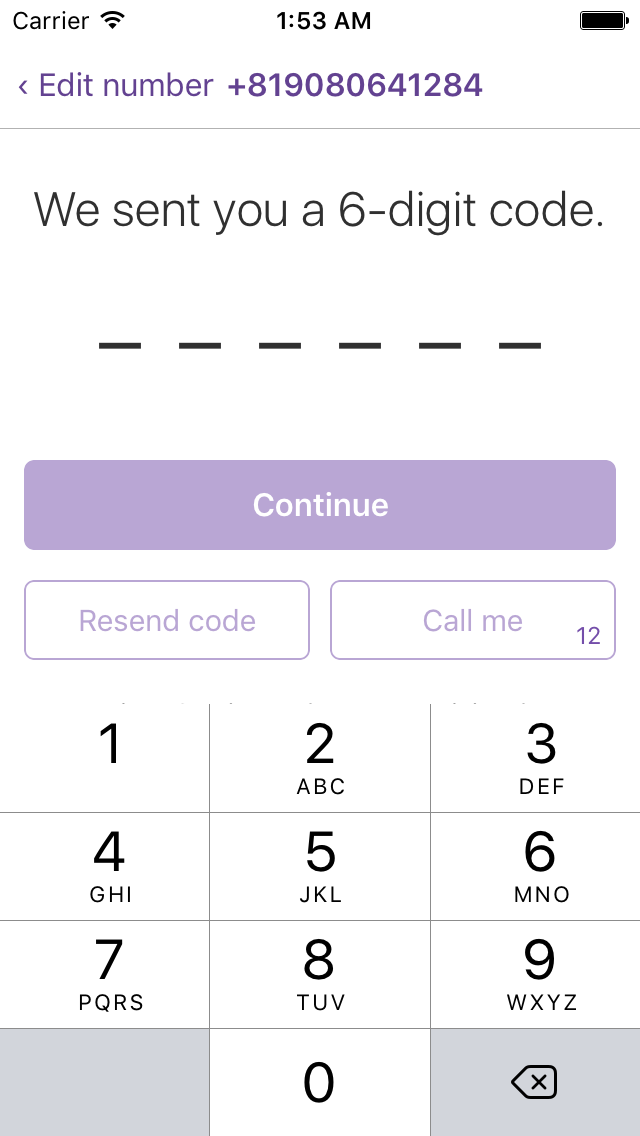 Carrier 1:53 AM
‹ Edit number +819080641284
We sent you a 6-digit code.
Continue
Resend code Call me 12
1 2 3
ABC DEF
4 5 6
GHI JKL MNO
7 8 9
PQRS TUV WXYZ
0